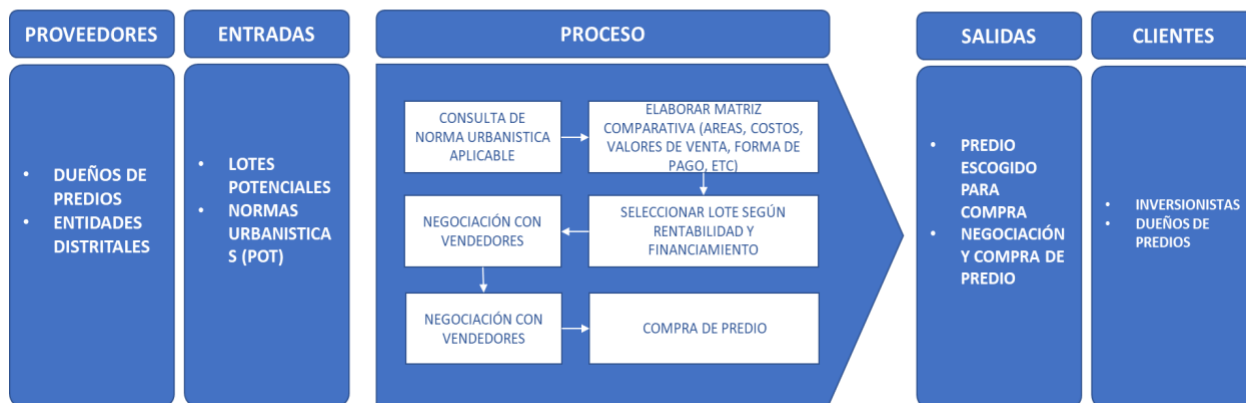 PROVEEDORES
ENTRADAS
PROCESO
SALIDAS
CLIENTES
• DUEÑOS DE
PREDIOS
• ENTIDADES
DISTRITALES
• LOTES
POTENCIALES
• NORMAS
URBANISTICA
S (POT)
CONSULTA DE
NORMA URBANISTICA
APLICABLE
ELABORAR MATRIZ
COMPARATIVA (AREAS, COSTOS,
VALORES DE VENTA, FORMA DE
PAGO, ETC)
NEGOCIACIÓN CON
VENDEDORES
SELECCIONAR LOTE SEGÚN
RENTABILIDAD Y
FINANCIAMIENTO
NEGOCIACIÓN CON
VENDEDORES
COMPRA DE PREDIO
• PREDIO
ESCOGIDO
PARA
COMPRA
• NEGOCIACIÓN
Y COMPRA DE
PREDIO
• INVERSIONISTAS
• DUEÑOS DE
PREDIOS